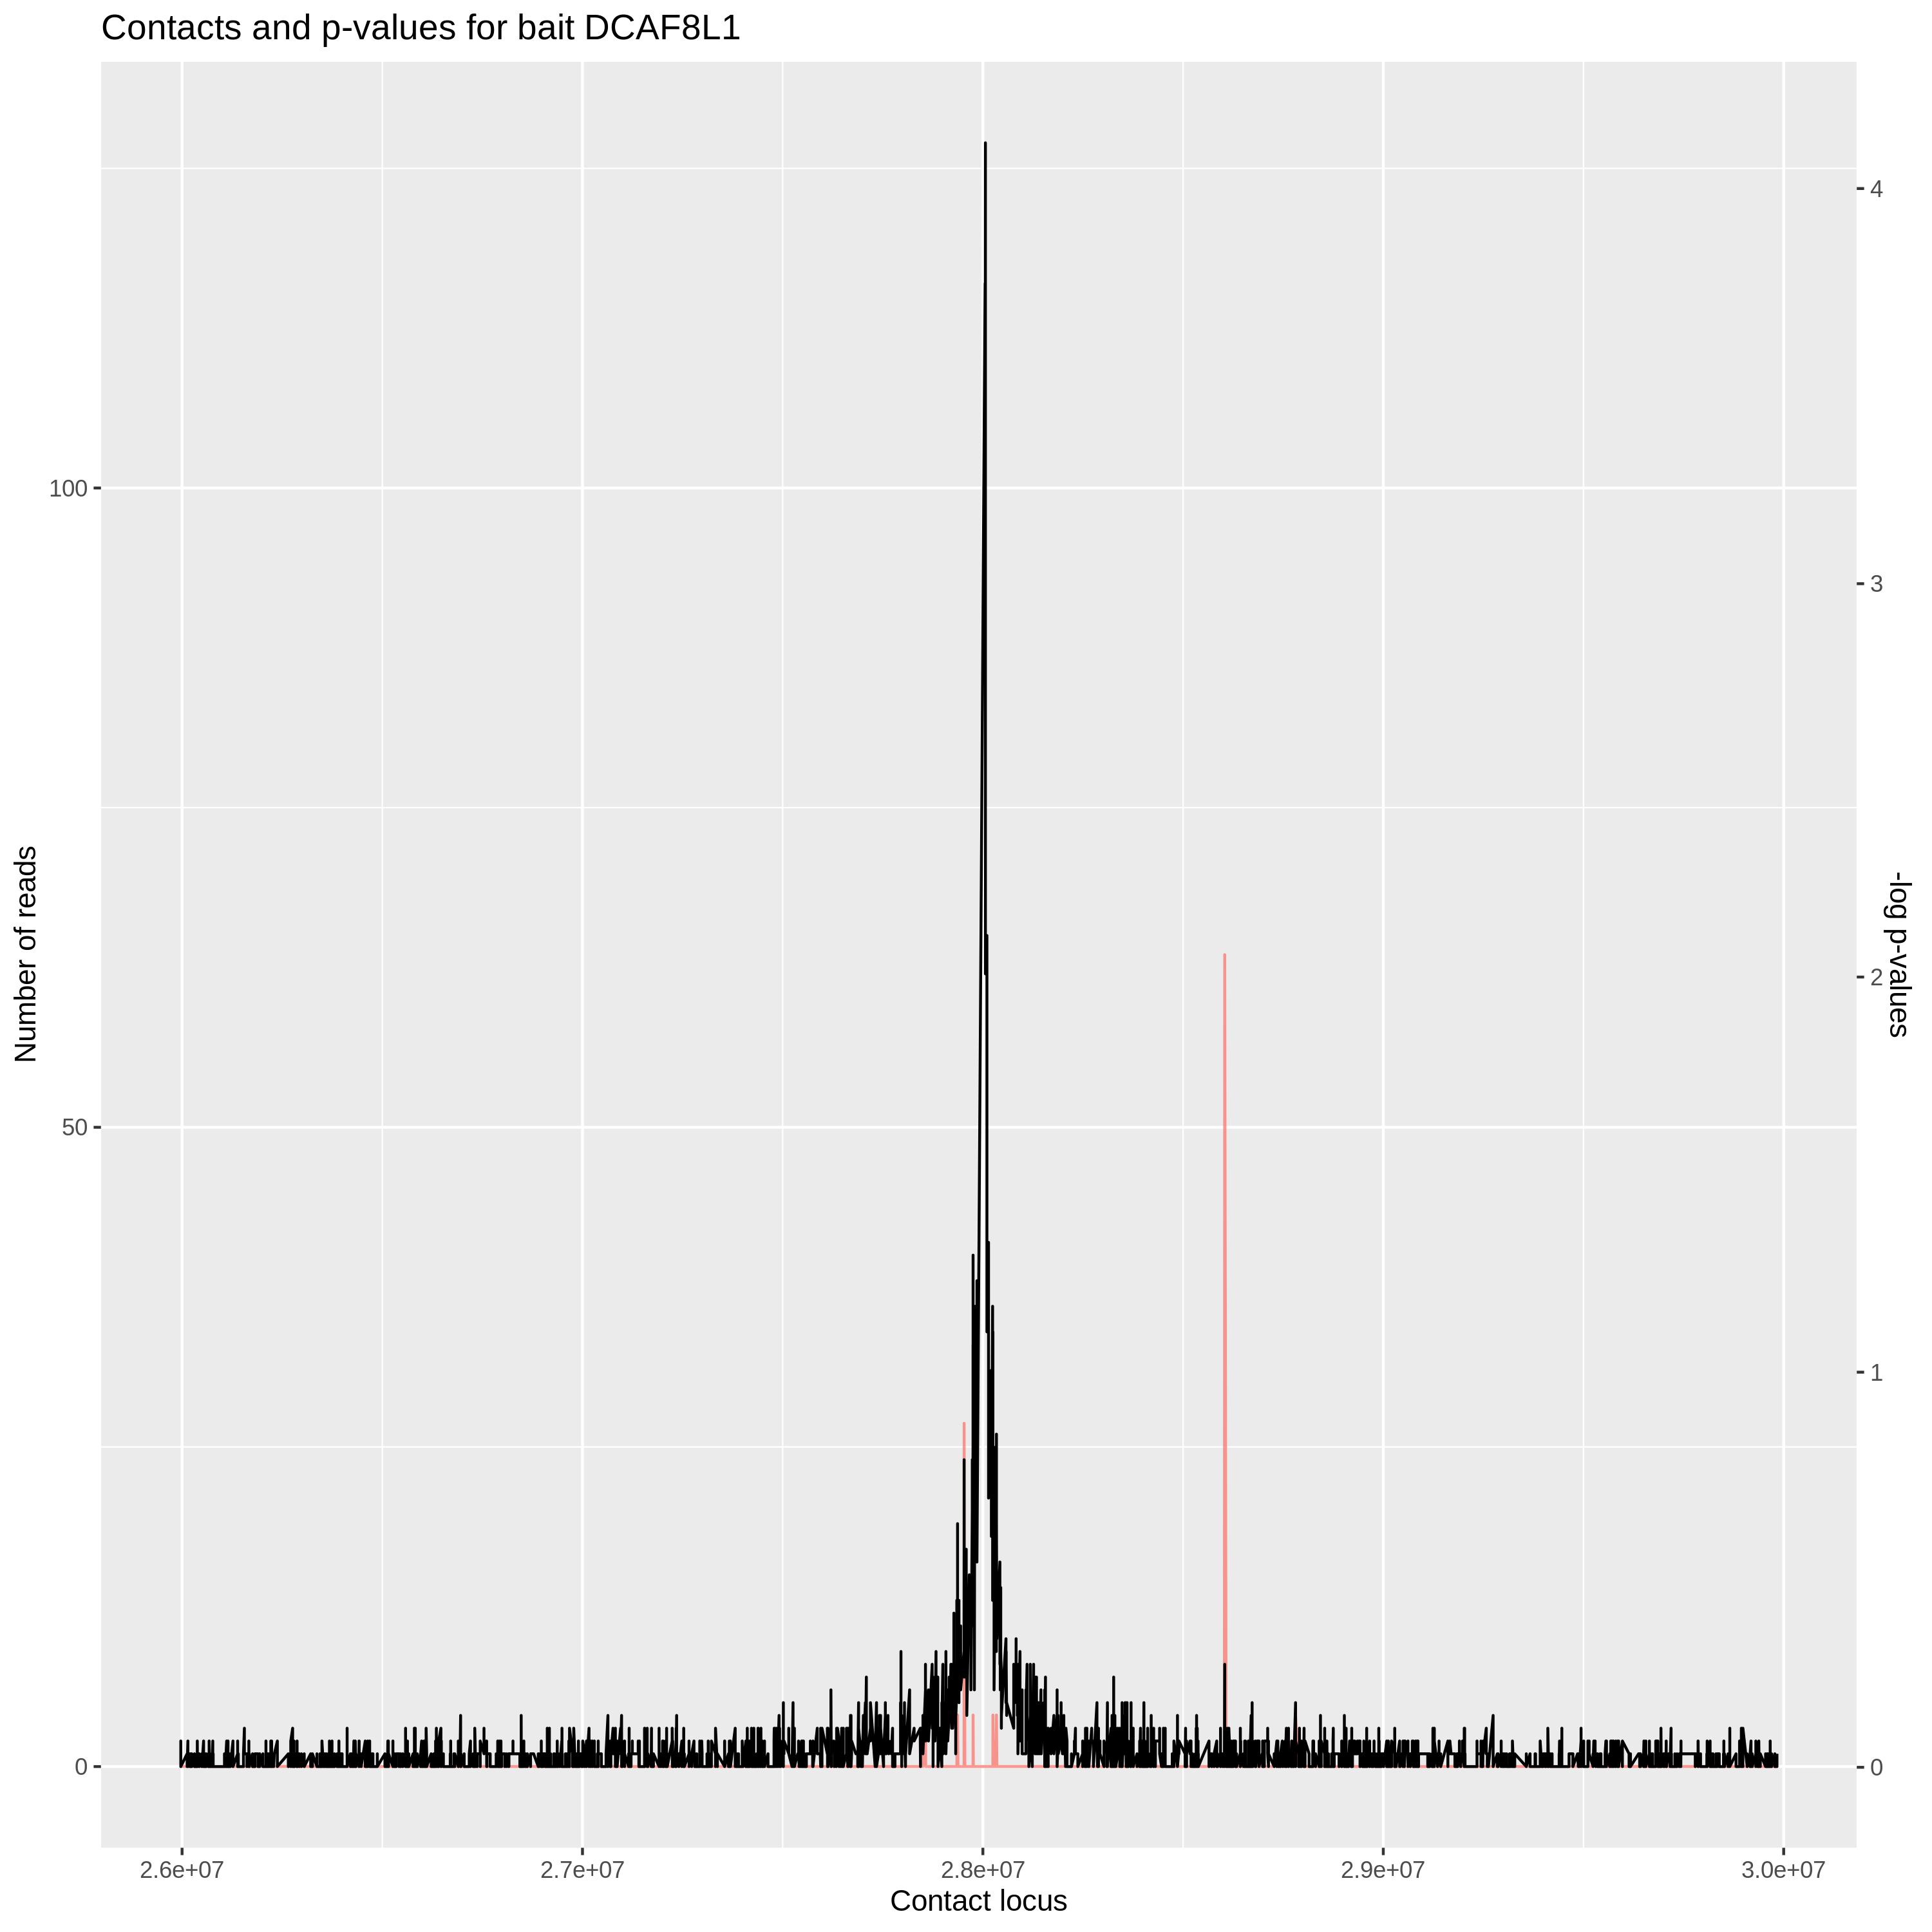 Contacts and p-values for bait DCAF8L1
Number of reads
100
50
0
4
3
2
1
0
-log p-values
2.6e+07
2.7e+07
2.8e+07
2.9e+07
3.0e+07
Contact locus